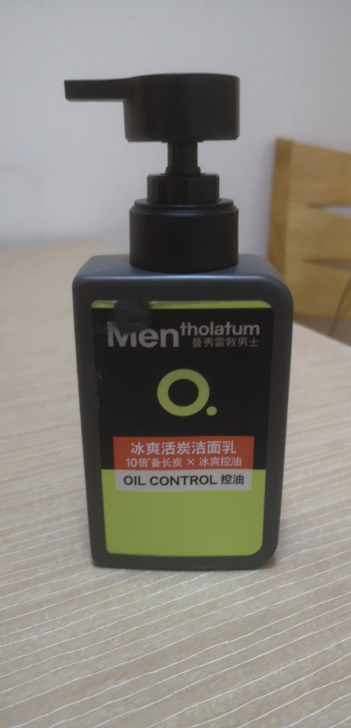 Mentholatum
曼秀雷敦男士
O.
冰爽活炭洁面乳
10倍备长炭 × 冰爽控油
OIL CONTROL 控油